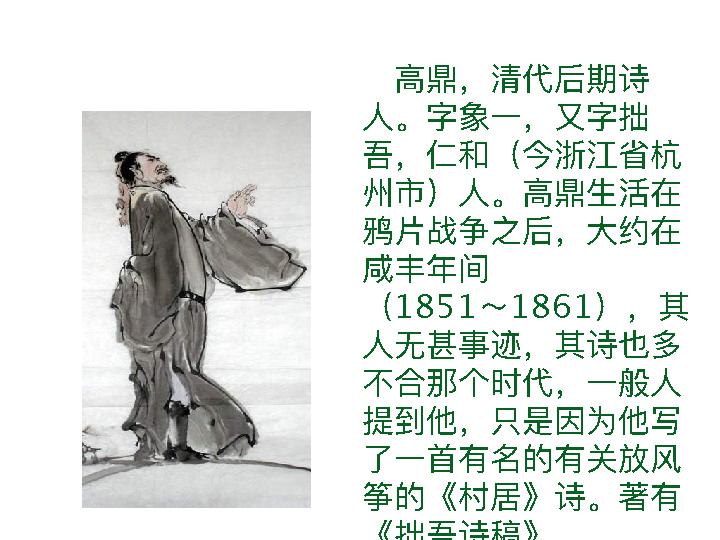 高鼎，清代后期诗
人。字象一，又字拙
吾，仁和（今浙江省杭
州市）人。高鼎生活在
鸦片战争之后，大约在
咸丰年间
（1851～1861），其
人无甚事迹，其诗也多
不合那个时代，一般人
提到他，只是因为他写
了一首有名的有关放风
筝的《村居》诗。著有
《拙吾诗稿》